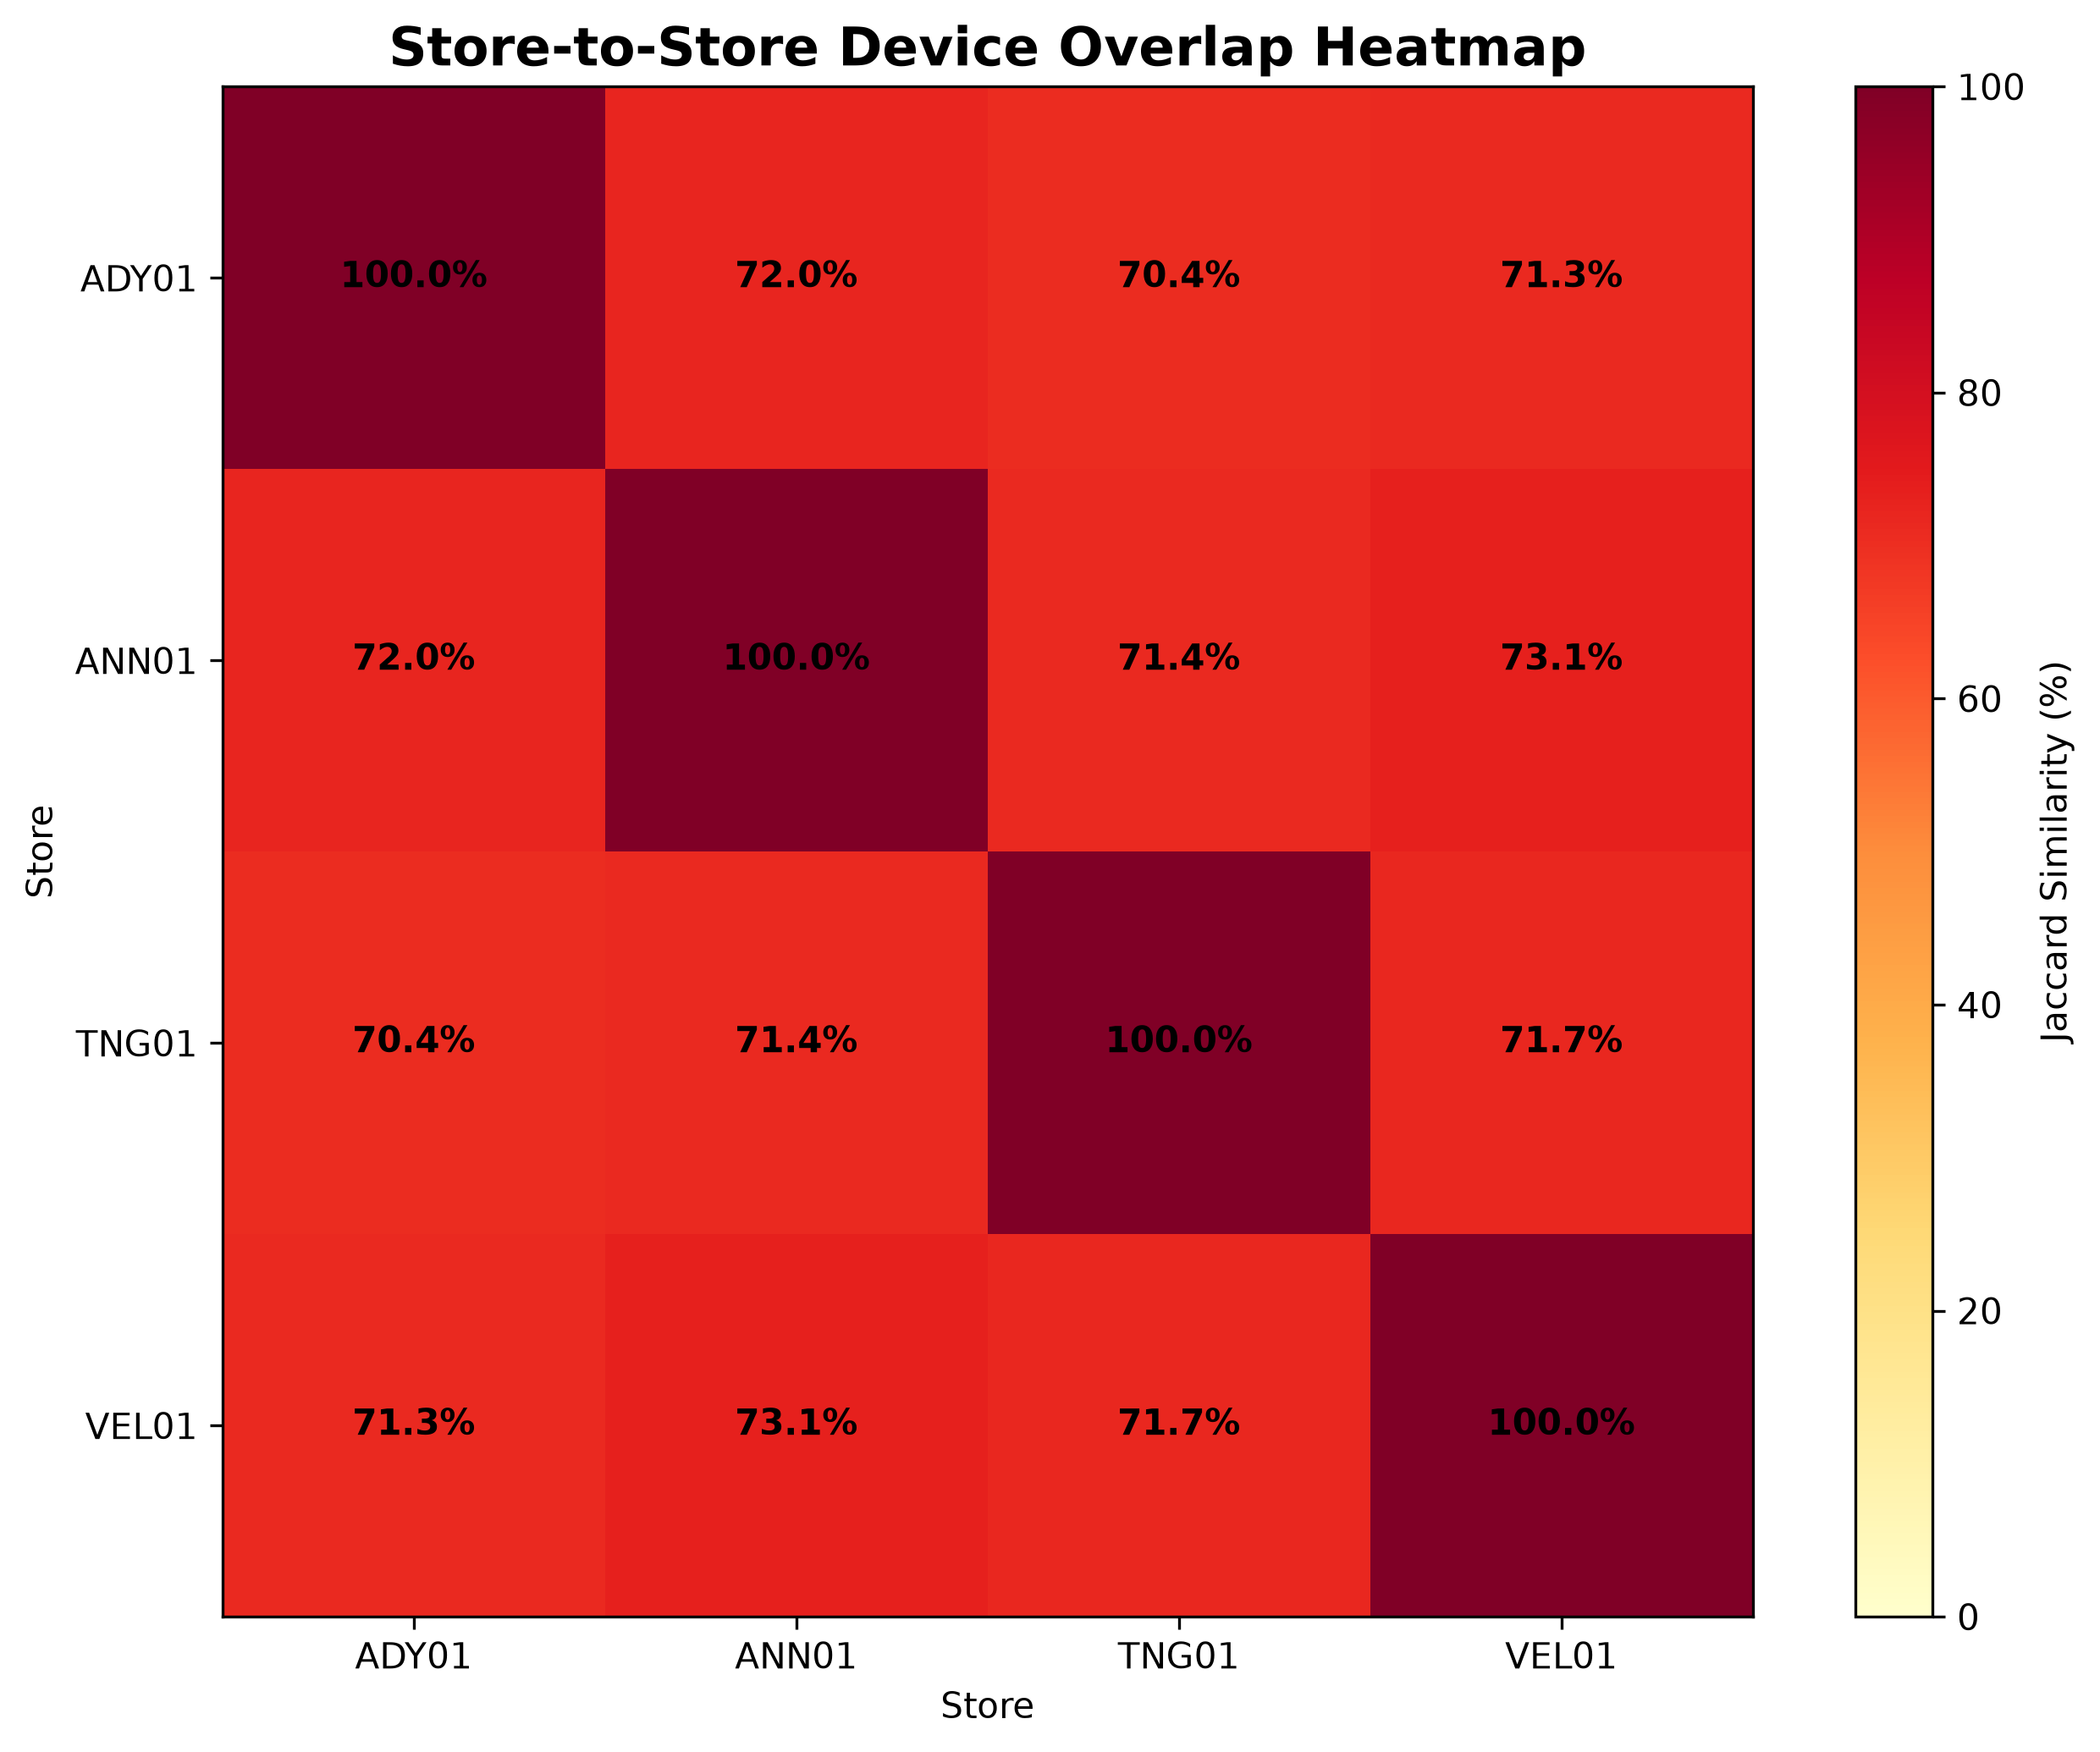 Store-to-Store Device Overlap Heatmap
100
ADY01 100.0% 72.0% 70.4% 71.3%
80
ANN01 72.0% 100.0% 71.4% 73.1%
60
Store
Jaccard Similarity (%)
40
TNG01 70.4% 71.4% 100.0% 71.7%
20
VEL01 71.3% 73.1% 71.7% 100.0%
0
ADY01 ANN01 TNG01 VEL01
Store